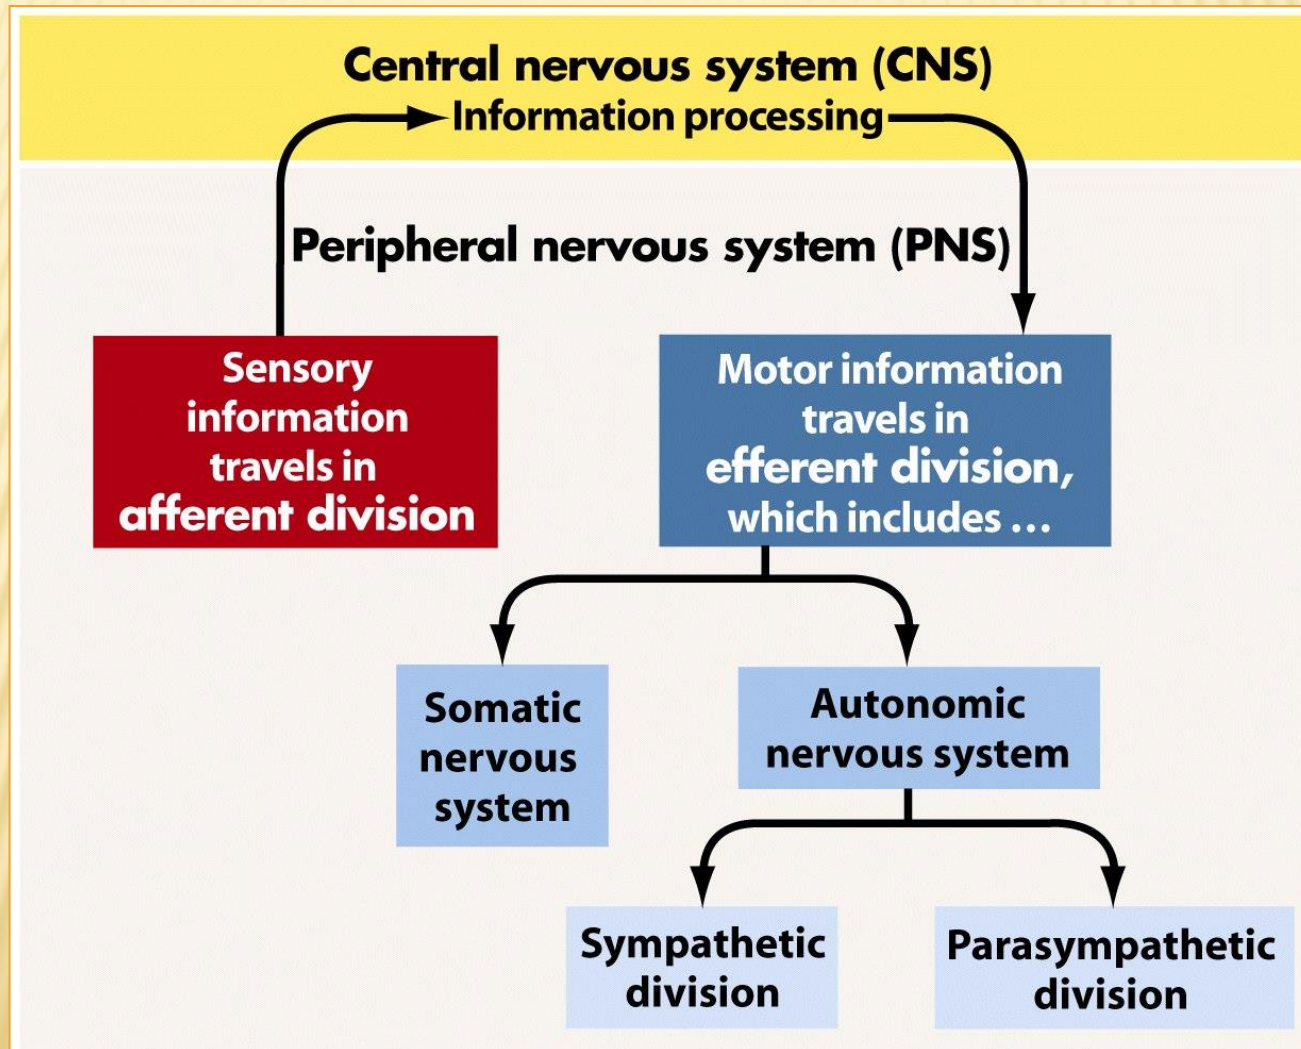 Central nervous system (CNS)
Information processing
Peripheral nervous system (PNS)
Sensory
information
travels in
afferent division
Motor information
travels in
efferent division,
which includes ...
Somatic
nervous
system
Autonomic
nervous system
Sympathetic
division
Parasympathetic
division